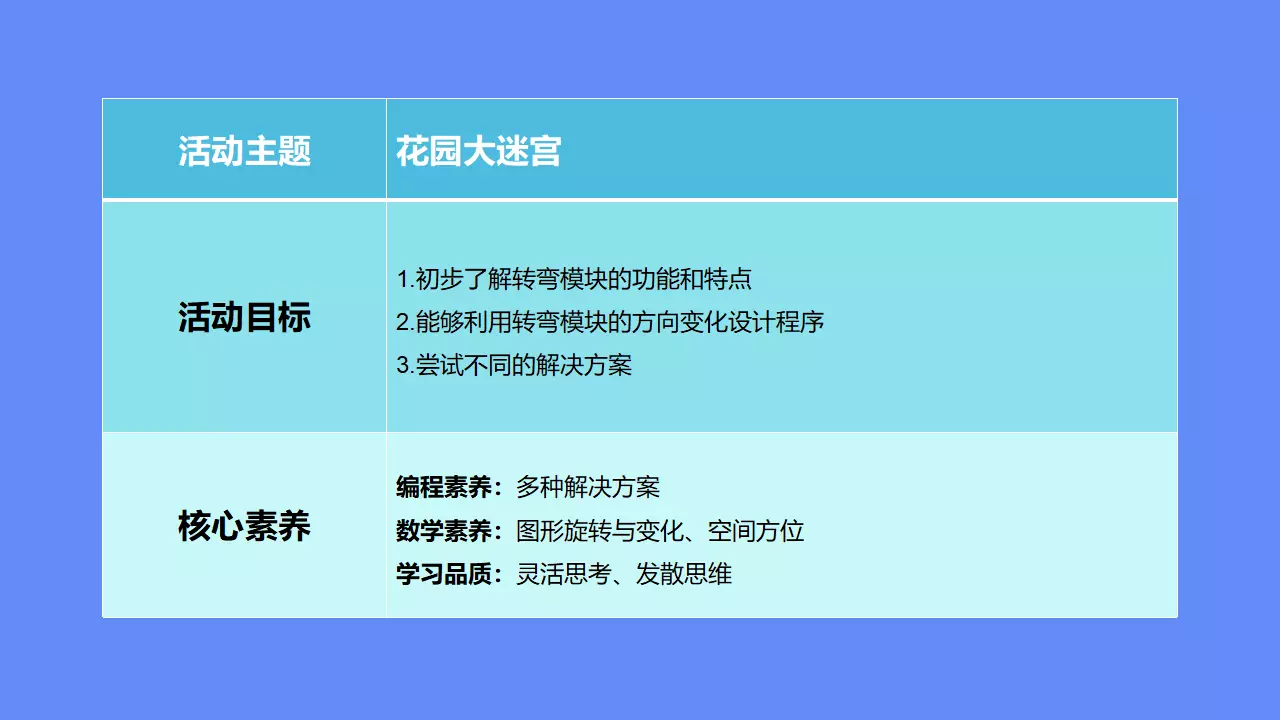 活动主题
花园大迷宫
活动目标
1.初步了解转弯模块的功能和特点
2.能够利用转弯模块的方向变化设计程序
3.尝试不同的解决方案
核心素养
编程素养：多种解决方案
数学素养：图形旋转与变化、空间方位
学习品质：灵活思考、发散思维